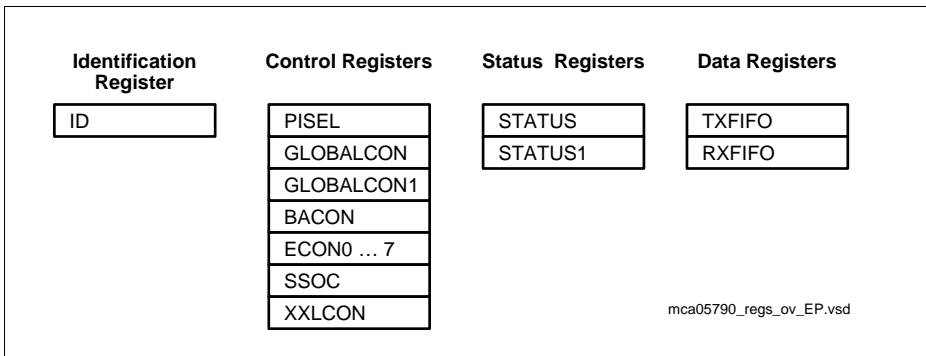 Identification
Register
ID
Control Registers
PISEL
GLOBALCON
GLOBALCON1
BACON
ECON0 … 7
SSOC
XXLCON
Status Registers
STATUS
STATUS1
Data Registers
TXFIFO
RXFIFO
mca05790_regs_ov_EP.vsd